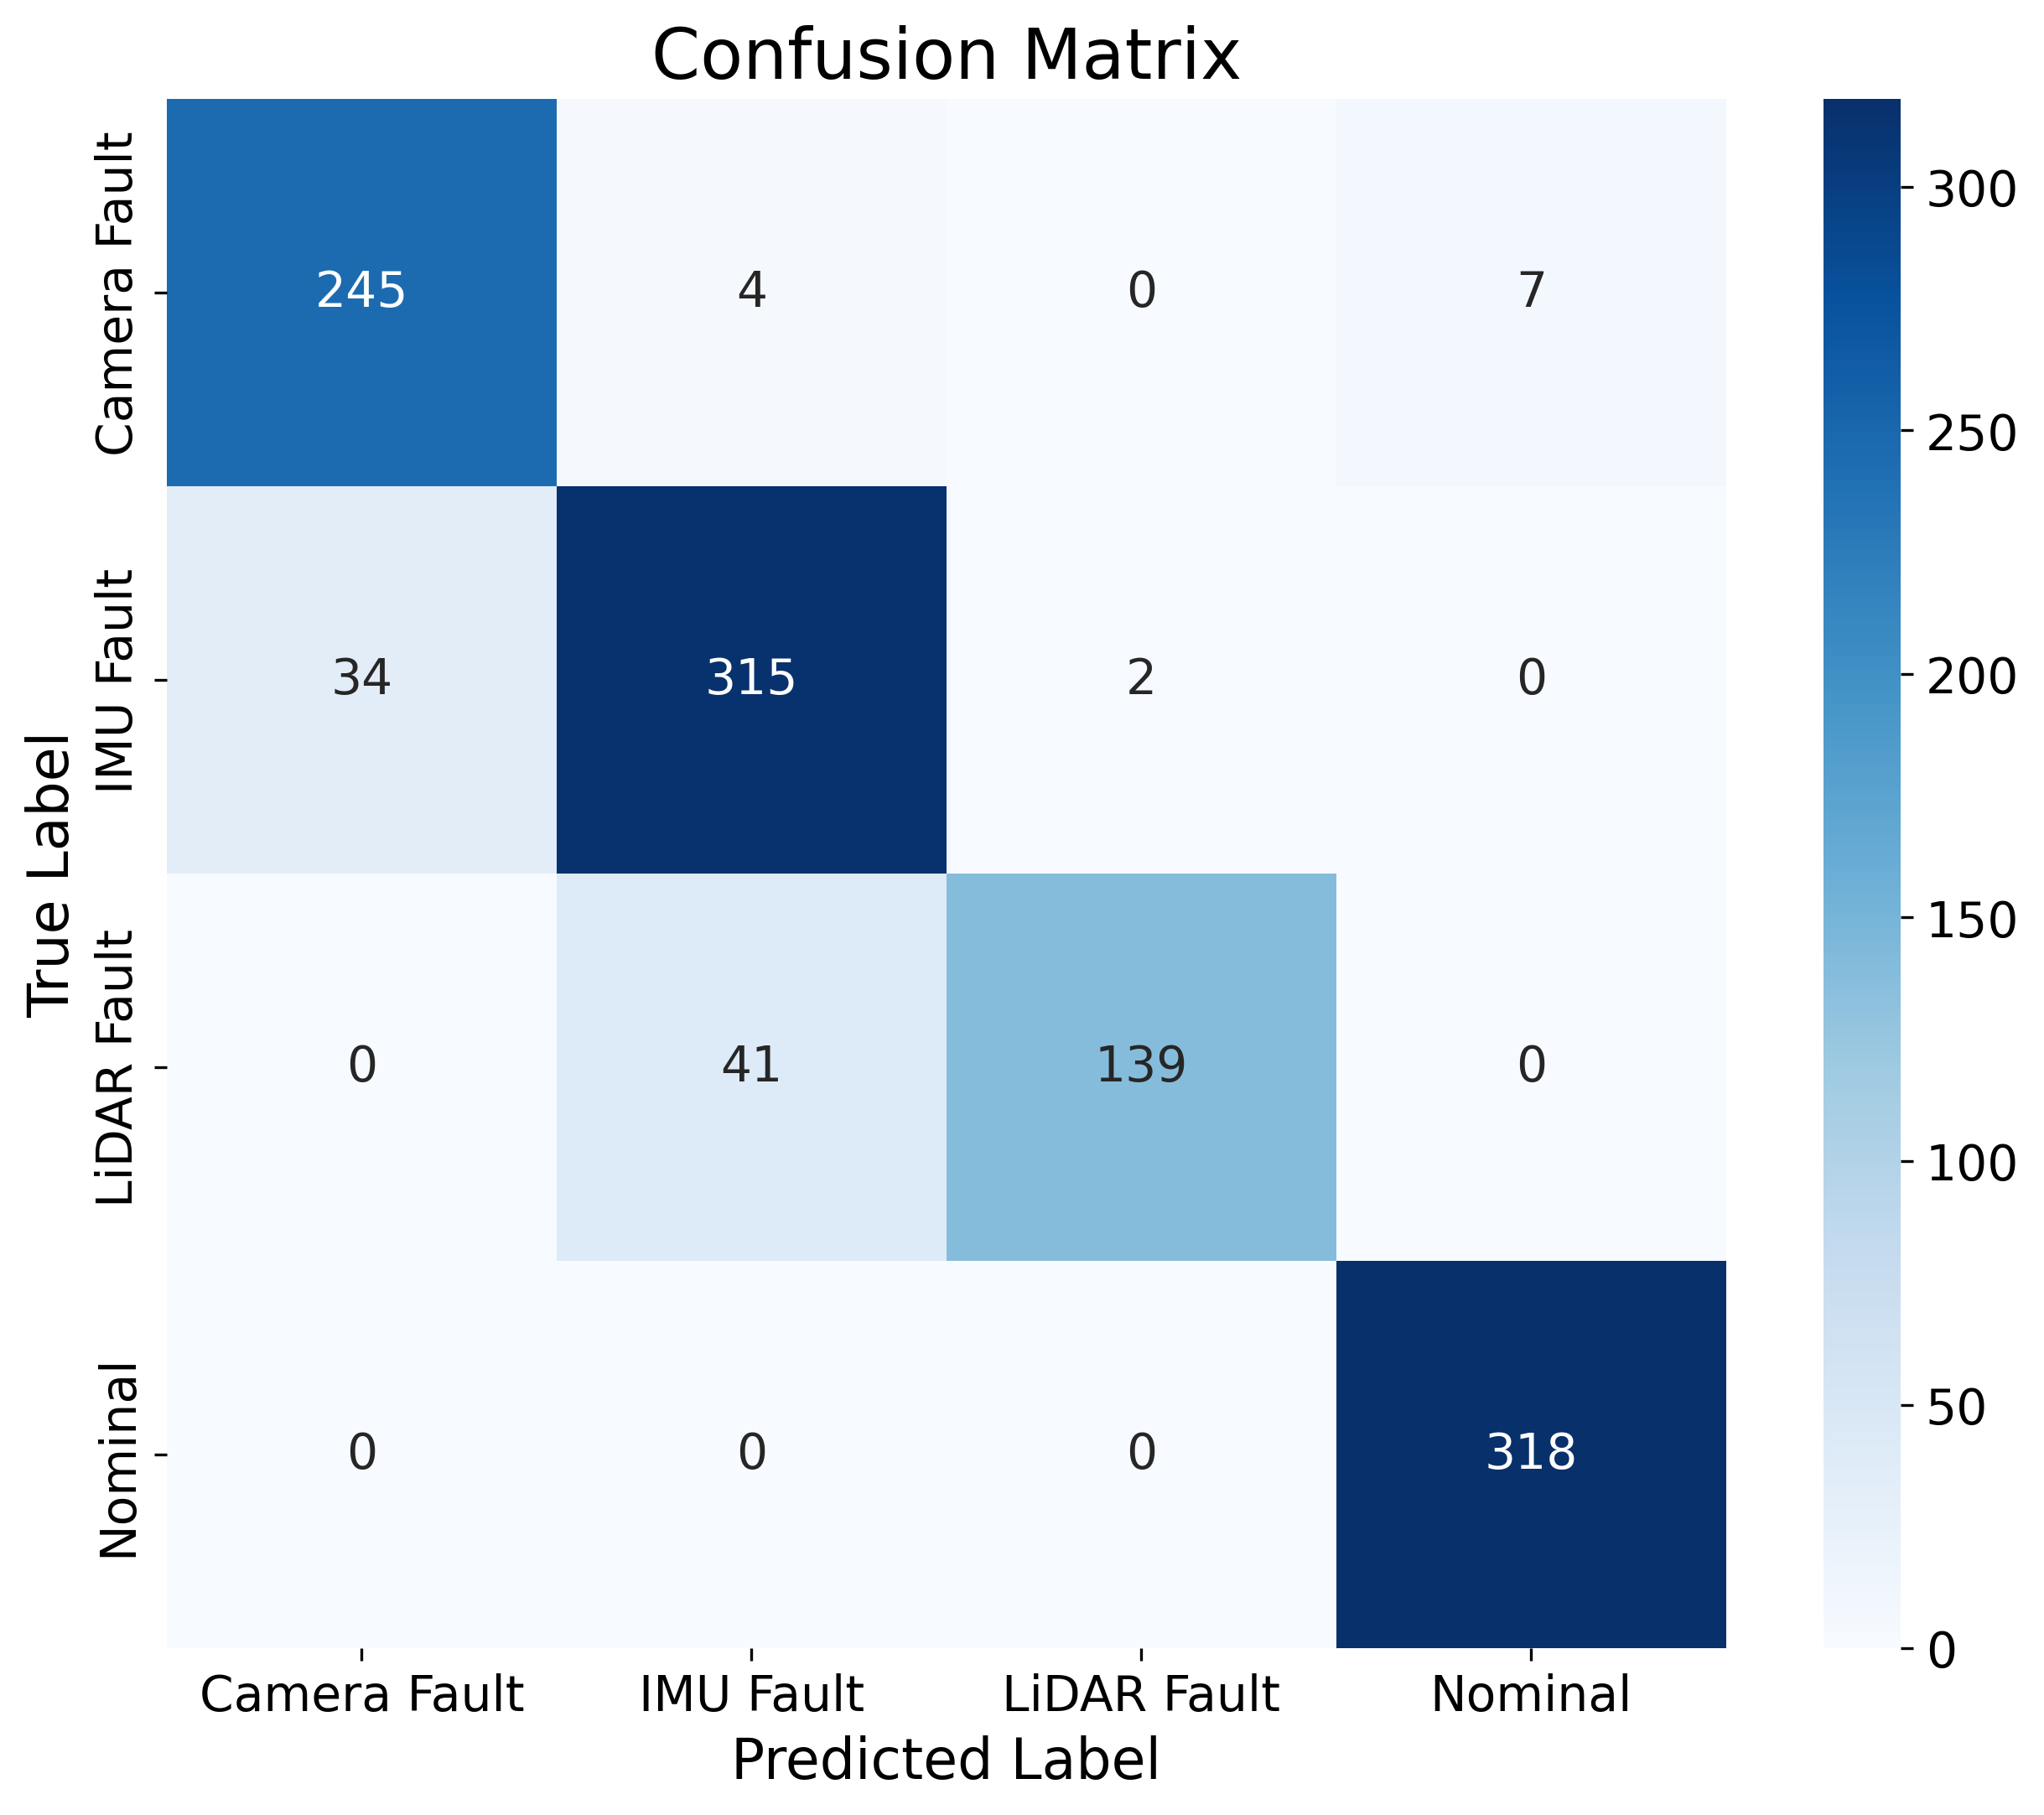 Confusion Matrix
True Label
Camera Fault
245 4 0 7
IMU Fault
34 315 2 0
LiDAR Fault
0 41 139 0
Nominal
0 0 0 318
Camera Fault IMU Fault LiDAR Fault Nominal
Predicted Label
300
250
200
150
100
50
0